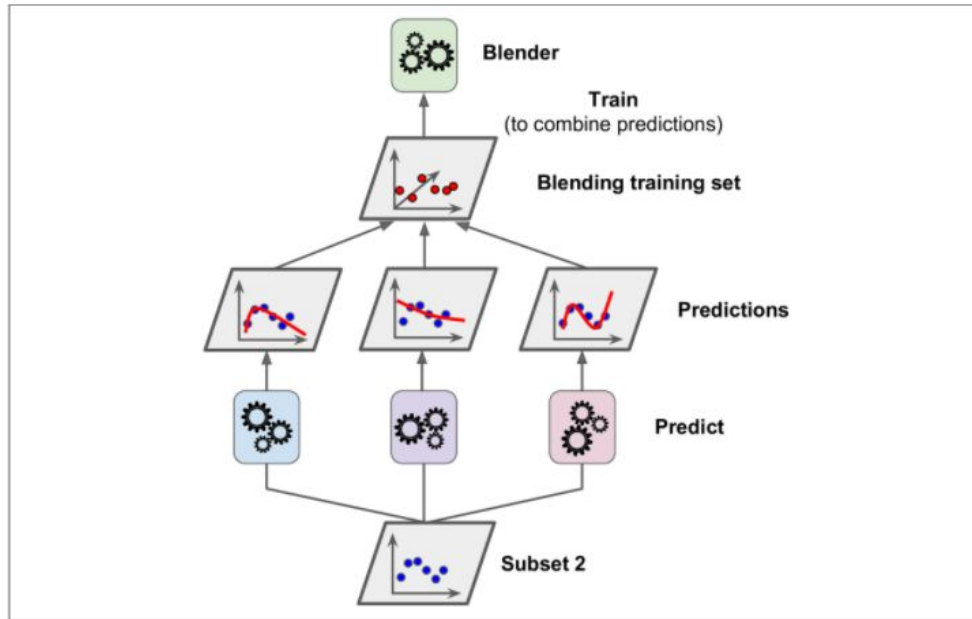 Blender
Train
(to combine predictions)
Blending training set
Predictions
Predict
Subset 2